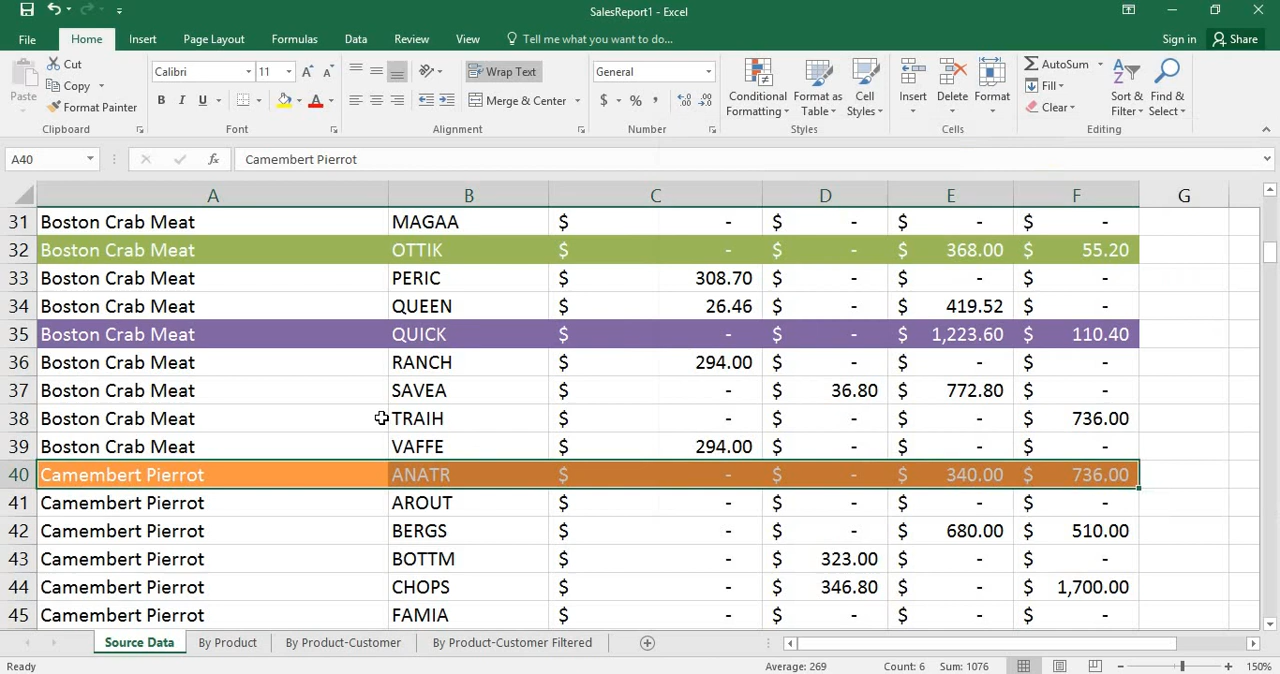 SalesReport1 - Excel
File Home Insert Page Layout Formulas Data Review View Tell me what you want to do... Sign in Share
Paste Cut Copy Format Painter
Calibri 11 B I U A
Wrap Text
Merge & Center
General
$ % ,
Conditional Formatting Format as Table Cell Styles
Insert Delete Format
AutoSum Fill Clear
Sort & Filter Find & Select
Clipboard Font Alignment Number Styles Cells Editing
A40 fx Camembert Pierrot
A B C D E F G
31 Boston Crab Meat MAGAA $ - $ - $ - $ -
32 Boston Crab Meat OTTIK $ - $ - $ 368.00 $ 55.20
33 Boston Crab Meat PERIC $ 308.70 $ - $ - $ -
34 Boston Crab Meat QUEEN $ 26.46 $ - $ 419.52 $ -
35 Boston Crab Meat QUICK $ - $ - $ 1,223.60 $ 110.40
36 Boston Crab Meat RANCH $ 294.00 $ - $ - $ -
37 Boston Crab Meat SAVEA $ - $ 36.80 $ 772.80 $ -
38 Boston Crab Meat TRAIH $ - $ - $ - $ 736.00
39 Boston Crab Meat VAFFE $ 294.00 $ - $ - $ -
40 Camembert Pierrot ANATR $ - $ - $ 340.00 $ 736.00
41 Camembert Pierrot AROUT $ - $ - $ - $ -
42 Camembert Pierrot BERGS $ - $ - $ 680.00 $ 510.00
43 Camembert Pierrot BOTTM $ - $ 323.00 $ - $ -
44 Camembert Pierrot CHOPS $ - $ 346.80 $ - $ 1,700.00
45 Camembert Pierrot FAMIA $ - $ - $ - $ -
Source Data By Product By Product-Customer By Product-Customer Filtered
Ready Average: 269 Count: 6 Sum: 1076 150%